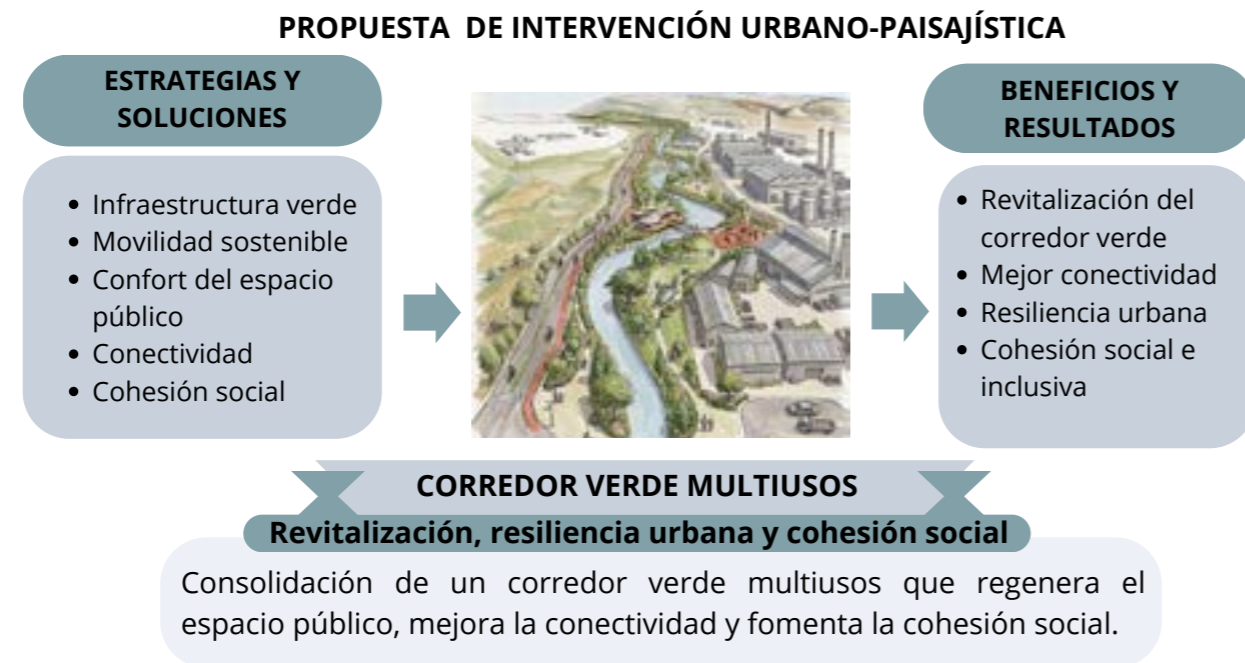 PROPUESTA DE INTERVENCIÓN URBANO-PAISAJÍSTICA
ESTRATEGIAS Y
SOLUCIONES
• Infraestructura verde
• Movilidad sostenible
• Confort del espacio
público
• Conectividad
• Cohesión social
BENEFICIOS Y
RESULTADOS
• Revitalización del
corredor verde
• Mejor conectividad
• Resiliencia urbana
• Cohesión social e
inclusiva
CORREDOR VERDE MULTIUSOS
Revitalización, resiliencia urbana y cohesión social
Consolidación de un corredor verde multiusos que regenera el
espacio público, mejora la conectividad y fomenta la cohesión social.